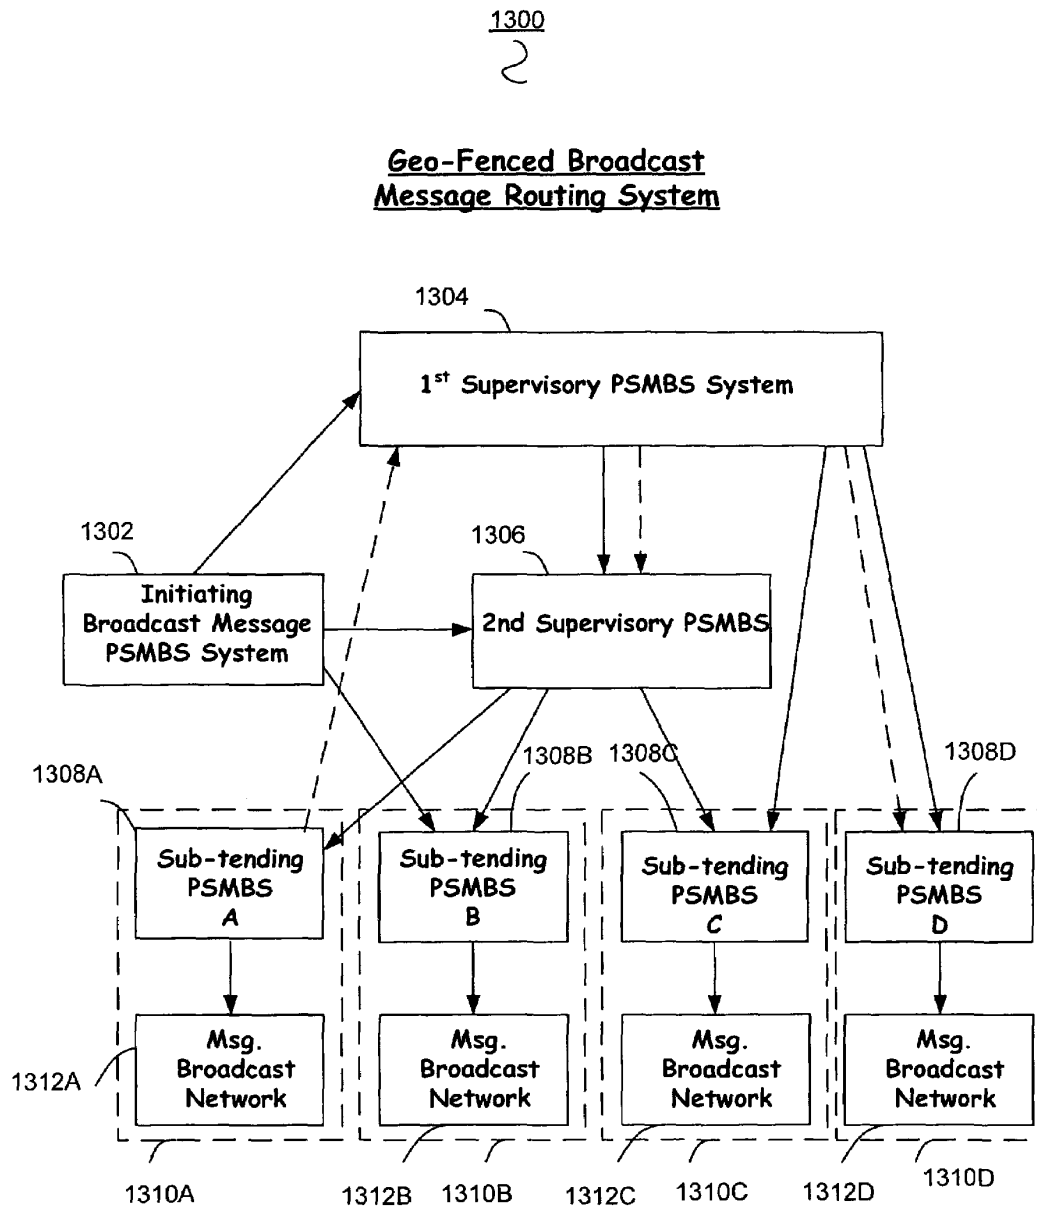 1300
Geo-Fenced Broadcast
Message Routing System
1304
1st Supervisory PSMBS System
1302
1306
Initiating
Broadcast Message
PSMBS System
2nd Supervisory PSMBS
1308A
1308B
1308C
1308D
Sub-tending
PSMBS
A
Sub-tending
PSMBS
B
Sub-tending
PSMBS
C
Sub-tending
PSMBS
D
Msg.
Broadcast
Network
Msg.
Broadcast
Network
Msg.
Broadcast
Network
Msg.
Broadcast
Network
1312A
1310A
1312B
1310B
1312C
1310C
1312D
1310D